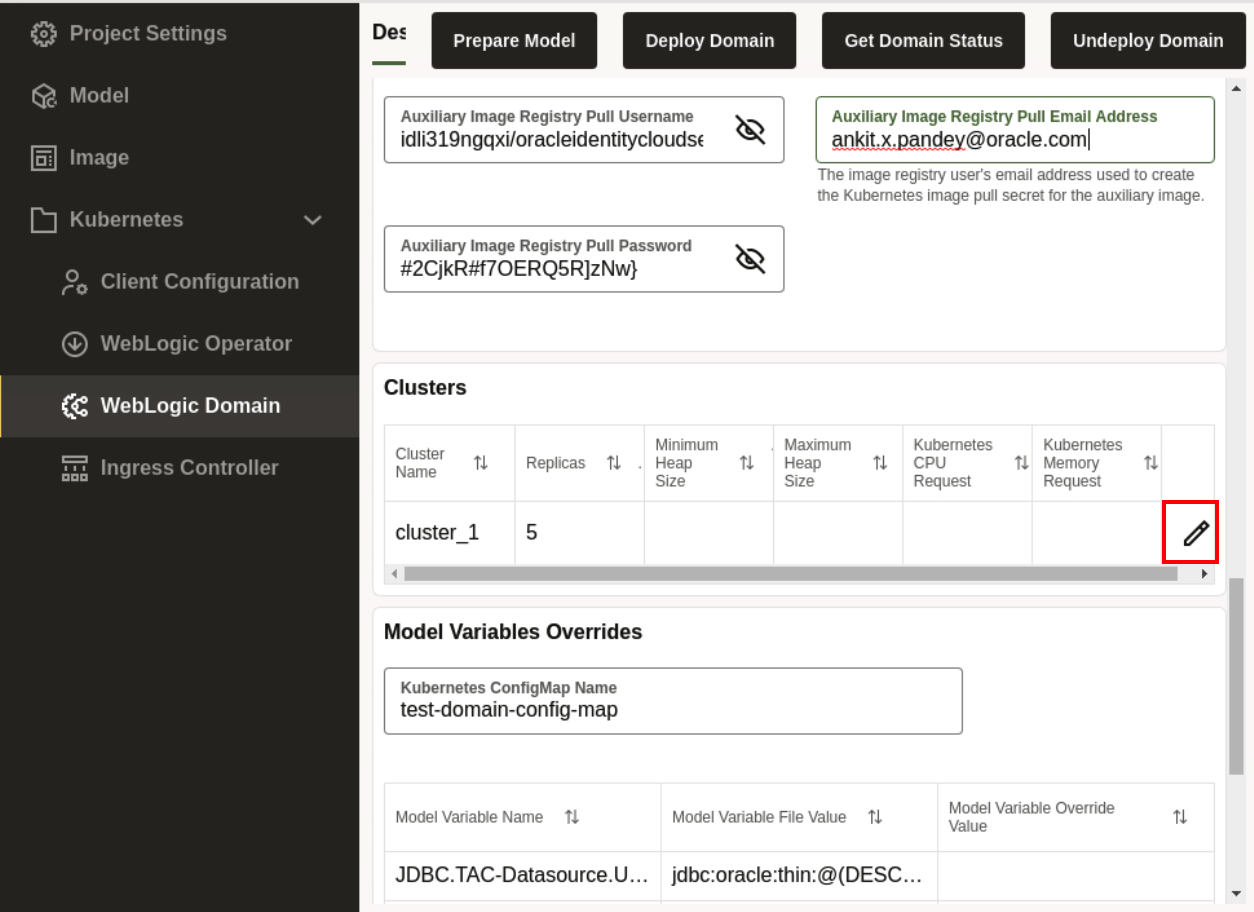 Project Settings
Model
Image
Kubernetes
Client Configuration
WebLogic Operator
WebLogic Domain
Ingress Controller
Des
Prepare Model
Deploy Domain
Get Domain Status
Undeploy Domain
Auxiliary Image Registry Pull Username
idli319ngqxi/oracleidentitycloudse
Auxiliary Image Registry Pull Email Address
ankit.x.pandey@oracle.com
The image registry user's email address used to create
the Kubernetes image pull secret for the auxiliary image.
Auxiliary Image Registry Pull Password
#2CjkR#f7OERQ5R]zNw}
Clusters
Cluster
Name
Replicas
Minimum
Heap
Size
Maximum
Heap
Size
Kubernetes
CPU
Request
Kubernetes
Memory
Request
cluster_1
5
Model Variables Overrides
Kubernetes ConfigMap Name
test-domain-config-map
Model Variable Name
Model Variable File Value
Model Variable Override
Value
JDBC.TAC-Datasource.U...
jdbc:oracle:thin:@(DESC...